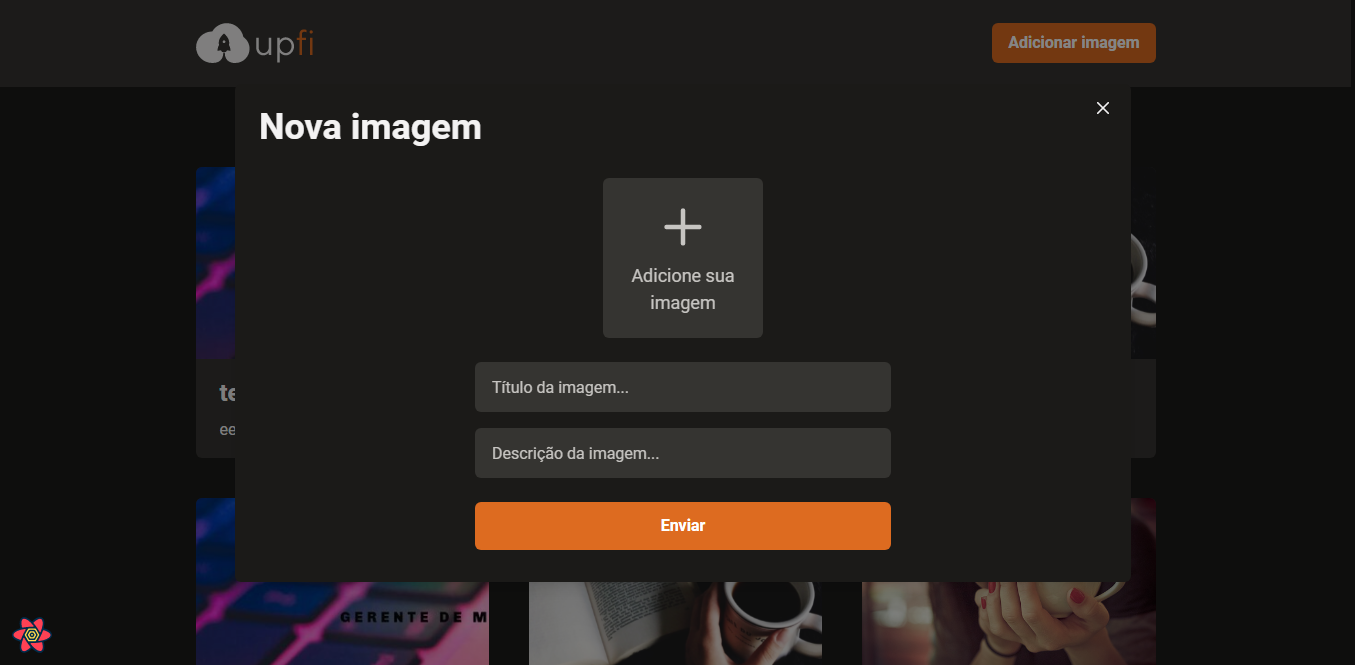 upfi
Adicionar imagem
Nova imagem
Adicione sua
imagem
Título da imagem...
te
Descrição da imagem...
ee
Enviar
GERENTE DE M